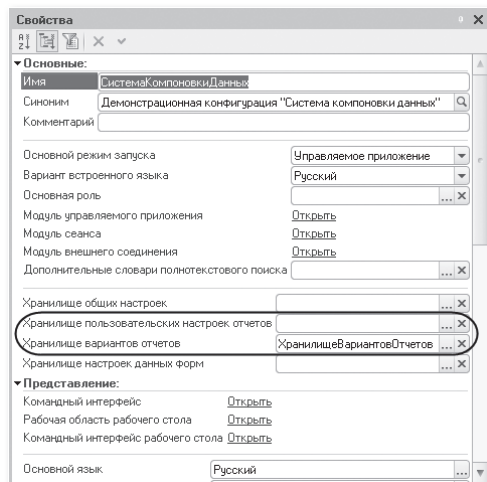 Свойства
Основные:
Имя СистемаКомпоновкиДанных
Синоним Демонстрационная конфигурация "Система компоновки данных"
Комментарий
Основной режим запуска Управляемое приложение
Вариант встроенного языка Русский
Основная роль
Модуль управляемого приложения Открыть
Модуль сеанса Открыть
Модуль внешнего соединения Открыть
Дополнительные словари полнотекстового поиска
Хранилище общих настроек
Хранилище пользовательских настроек отчетов
Хранилище вариантов отчетов ХранилищеВариантовОтчетов
Хранилище настроек данных форм
Представление:
Командный интерфейс Открыть
Рабочая область рабочего стола Открыть
Командный интерфейс рабочего стола Открыть
Основной язык Русский